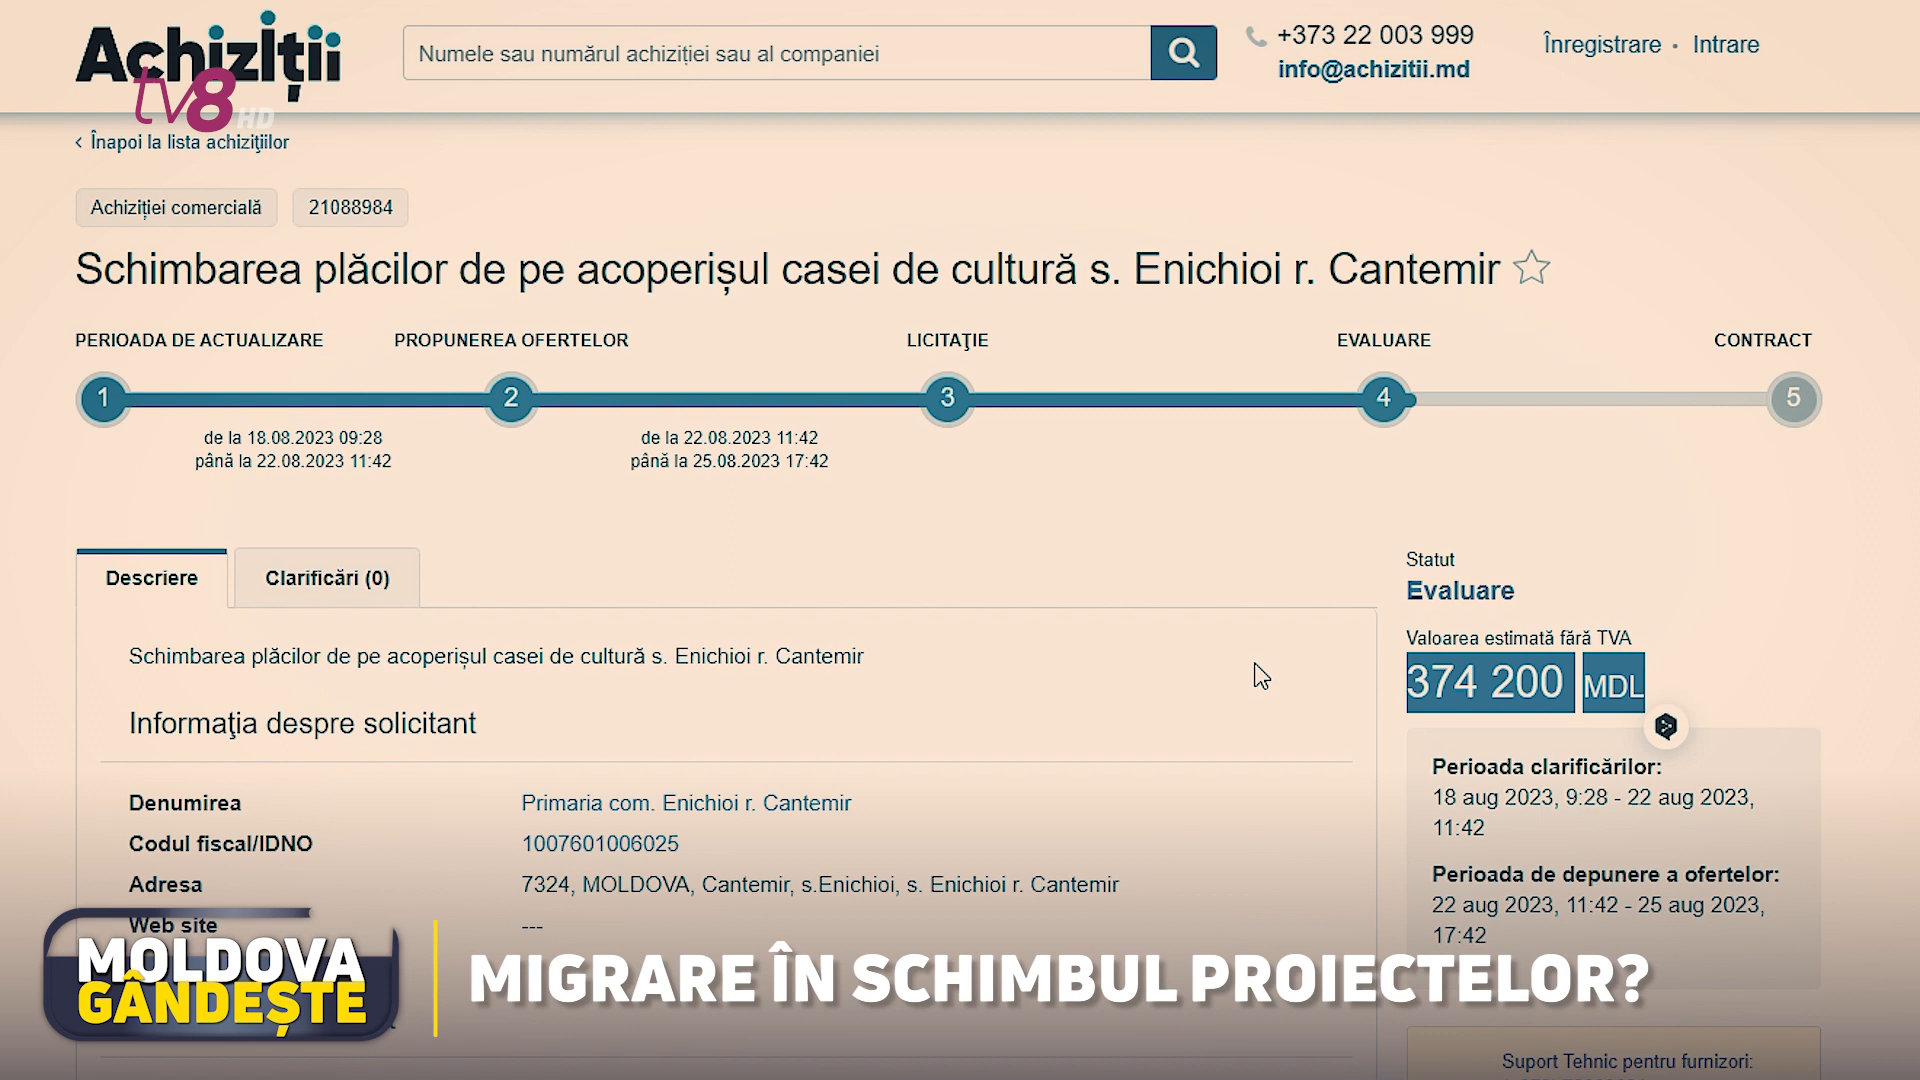 Achiziții
tv8 HD
Numele sau numărul achiziției sau al companiei
+373 22 003 999
info@achizitii.md
Înregistrare • Intrare
‹ Înapoi la lista achiziţiilor
Achiziției comercială
21088984
Schimbarea plăcilor de pe acoperișul casei de cultură s. Enichioi r. Cantemir
PERIOADA DE ACTUALIZARE
PROPUNEREA OFERTELOR
LICITAŢIE
EVALUARE
CONTRACT
1
2
3
4
5
de la 18.08.2023 09:28
până la 22.08.2023 11:42
de la 22.08.2023 11:42
până la 25.08.2023 17:42
Descriere
Clarificări (0)
Schimbarea plăcilor de pe acoperișul casei de cultură s. Enichioi r. Cantemir
Informaţia despre solicitant
Denumirea Primaria com. Enichioi r. Cantemir
Codul fiscal/IDNO 1007601006025
Adresa 7324, MOLDOVA, Cantemir, s.Enichioi, s. Enichioi r. Cantemir
Web site ---
Statut
Evaluare
Valoarea estimată fără TVA
374 200 MDL
Perioada clarificărilor:
18 aug 2023, 9:28 - 22 aug 2023,
11:42
Perioada de depunere a ofertelor:
22 aug 2023, 11:42 - 25 aug 2023,
17:42
Suport Tehnic pentru furnizori:
MOLDOVA
GÂNDEȘTE
MIGRARE ÎN SCHIMBUL PROIECTELOR?